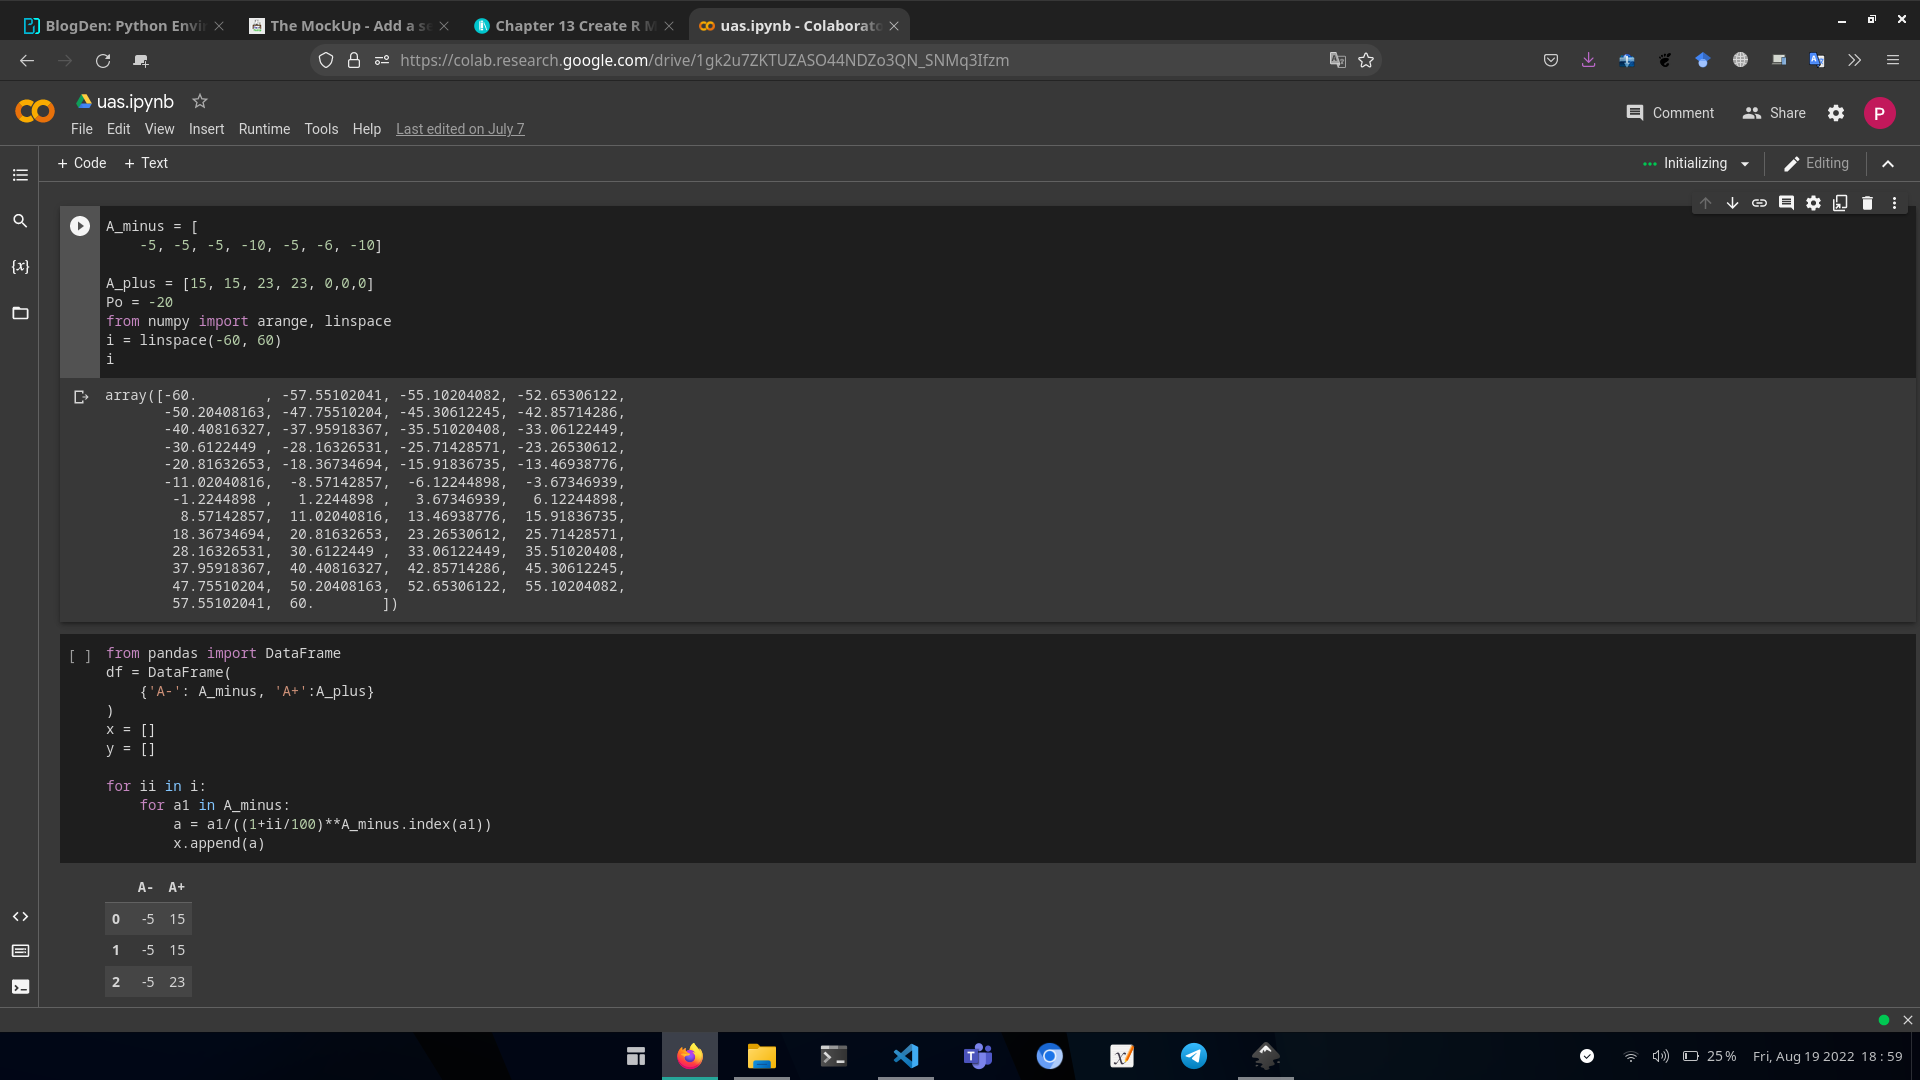 BlogDen: Python Envi
The MockUp - Add a se
Chapter 13 Create R M
uas.ipynb - Colaborato
https://colab.research.google.com/drive/1gk2u7ZKTUZASO44NDZo3QN_SNMq3Ifzm
uas.ipynb
File Edit View Insert Runtime Tools Help Last edited on July 7
Comment Share P
+ Code + Text
Initializing Editing
A_minus = [
    -5, -5, -5, -10, -5, -6, -10]
A_plus = [15, 15, 23, 23, 0,0,0]
Po = -20
from numpy import arange, linspace
i = linspace(-60, 60)
i
array([-60.        , -57.55102041, -55.10204082, -52.65306122,
       -50.20408163, -47.75510204, -45.30612245, -42.85714286,
       -40.40816327, -37.95918367, -35.51020408, -33.06122449,
       -30.6122449 , -28.16326531, -25.71428571, -23.26530612,
       -20.81632653, -18.36734694, -15.91836735, -13.46938776,
       -11.02040816,  -8.57142857,  -6.12244898,  -3.67346939,
        -1.2244898 ,   1.2244898 ,   3.67346939,   6.12244898,
         8.57142857,  11.02040816,  13.46938776,  15.91836735,
        18.36734694,  20.81632653,  23.26530612,  25.71428571,
        28.16326531,  30.6122449 ,  33.06122449,  35.51020408,
        37.95918367,  40.40816327,  42.85714286,  45.30612245,
        47.75510204,  50.20408163,  52.65306122,  55.10204082,
        57.55102041,  60.        ])
[ ]
from pandas import DataFrame
df = DataFrame(
    {'A-': A_minus, 'A+':A_plus}
)
x = []
y = []
for ii in i:
    for a1 in A_minus:
        a = a1/((1+ii/100)**A_minus.index(a1))
        x.append(a)
A- A+
0 -5 15
1 -5 15
2 -5 23
25% Fri, Aug 19 2022 18:59